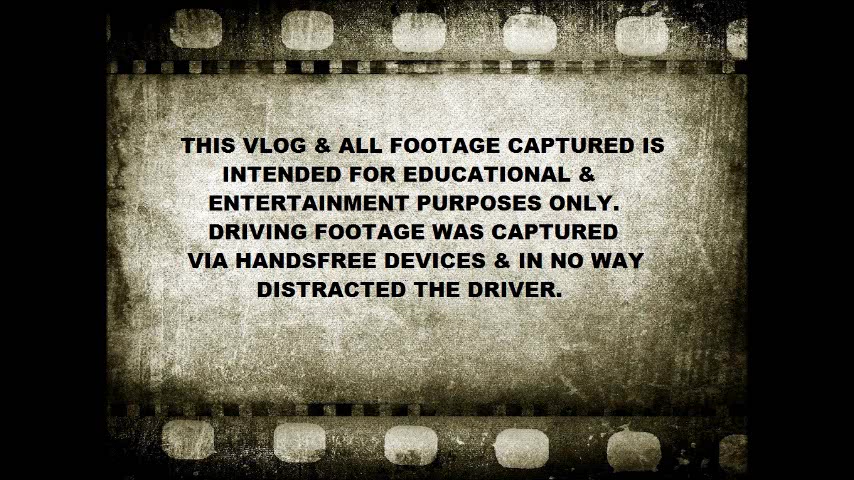 THIS VLOG & ALL FOOTAGE CAPTURED IS
INTENDED FOR EDUCATIONAL &
ENTERTAINMENT PURPOSES ONLY.
DRIVING FOOTAGE WAS CAPTURED
VIA HANDSFREE DEVICES & IN NO WAY
DISTRACTED THE DRIVER.